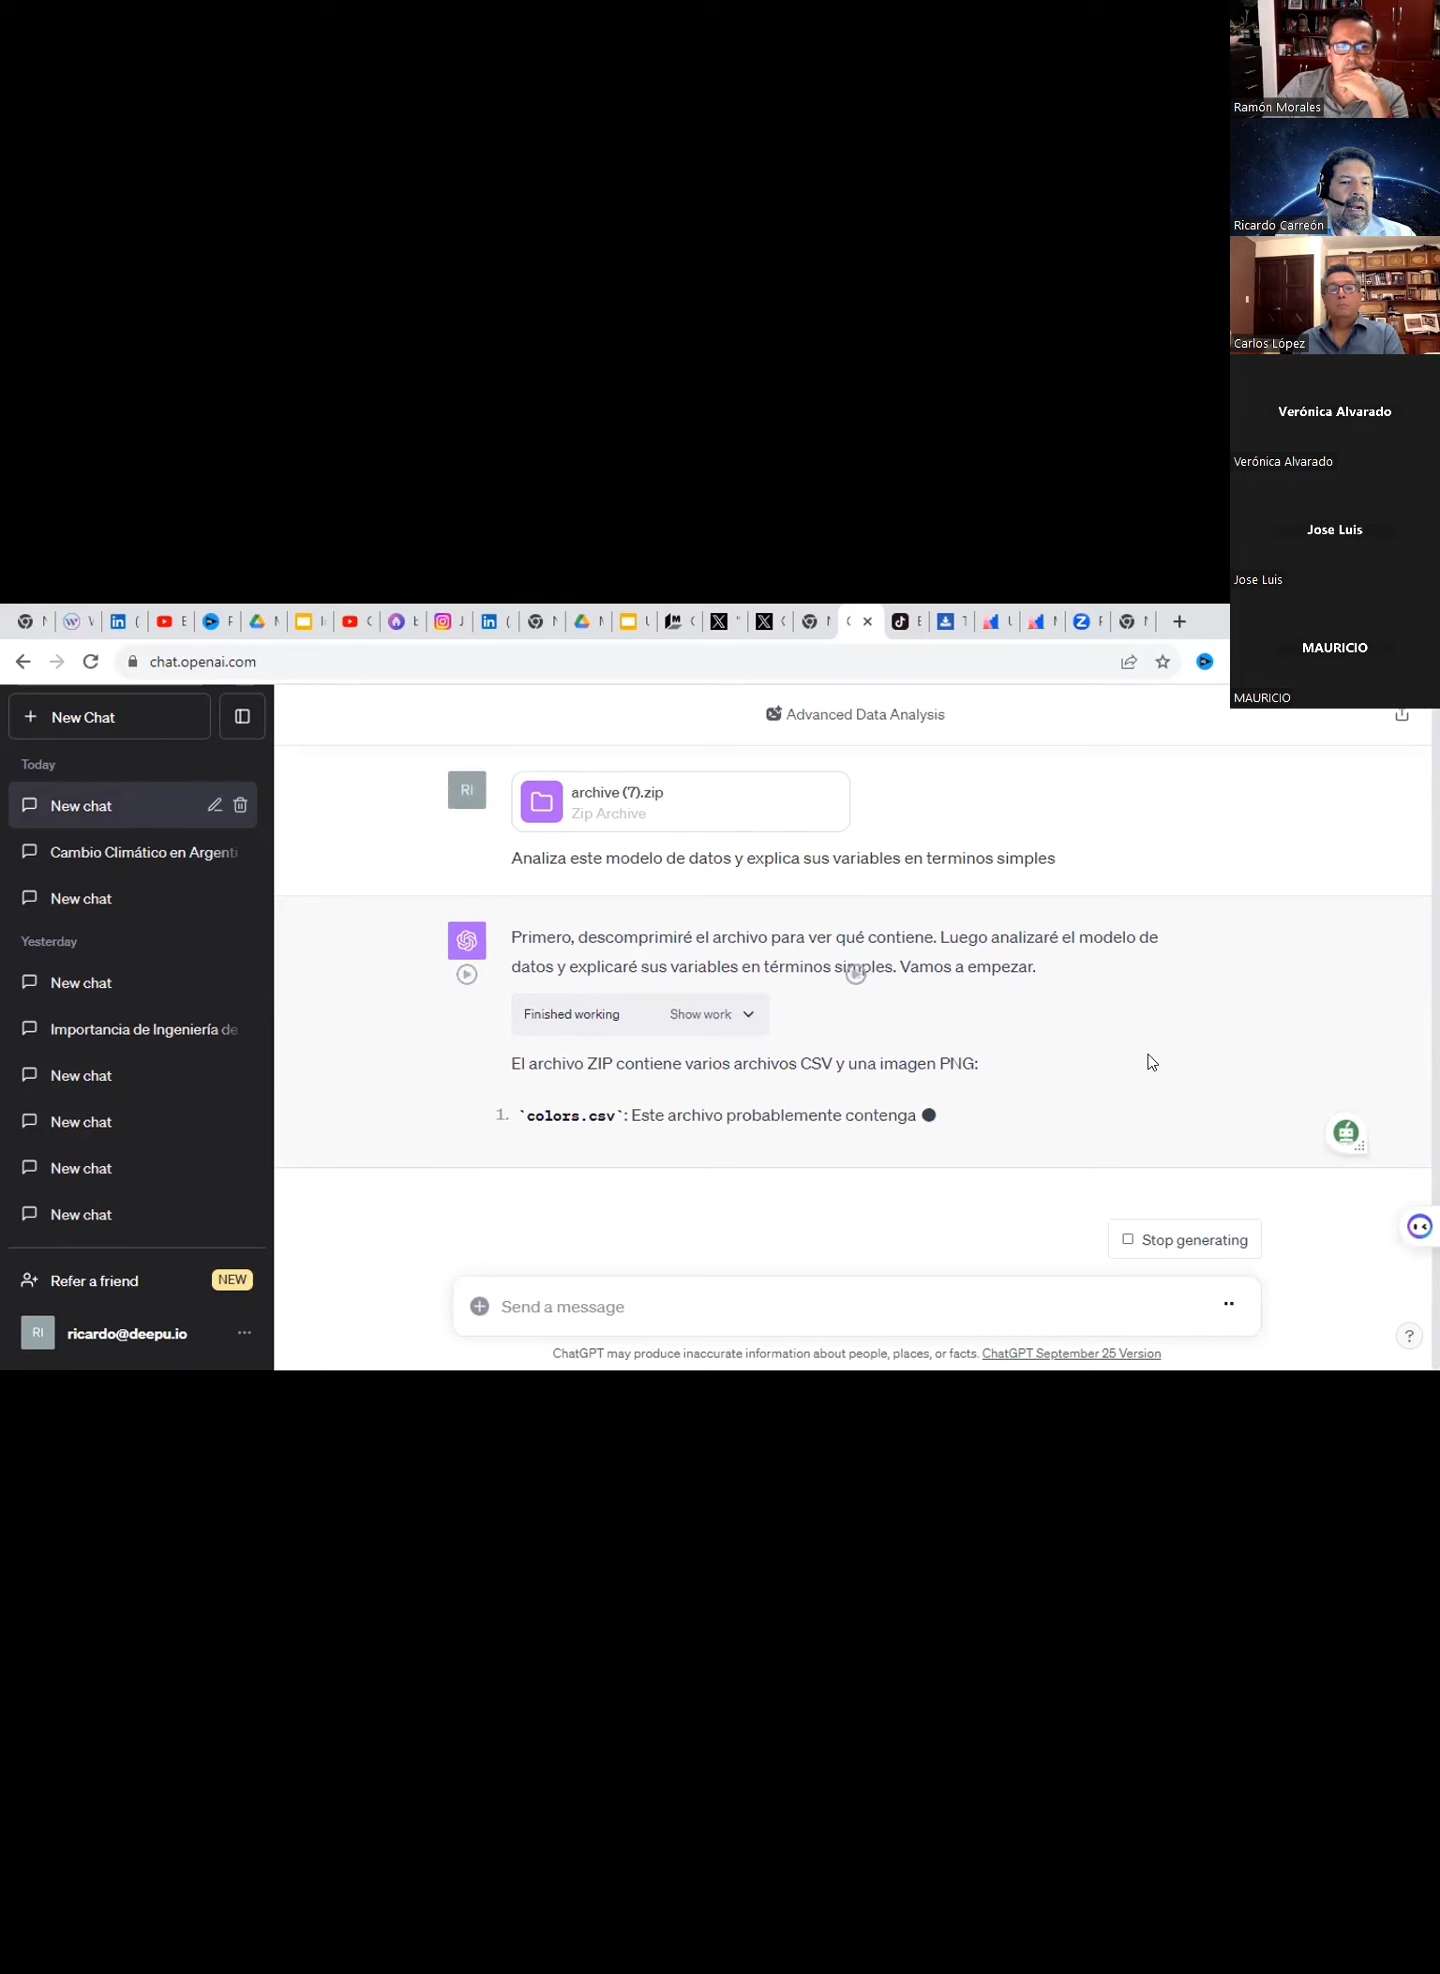 Ramón Morales
Ricardo Carreón
Carlos López
Verónica Alvarado
Verónica Alvarado
Jose Luis
Jose Luis
MAURICIO
MAURICIO
chat.openai.com
New Chat
Today
New chat
Cambio Climático en Argenti
New chat
Yesterday
New chat
Importancia de Ingeniería de
New chat
New chat
New chat
New chat
Refer a friend NEW
RI ricardo@deepu.io
Advanced Data Analysis
RI
archive (7).zip
Zip Archive
Analiza este modelo de datos y explica sus variables en terminos simples
Primero, descomprimiré el archivo para ver qué contiene. Luego analizaré el modelo de
datos y explicaré sus variables en términos simples. Vamos a empezar.
Finished working Show work
El archivo ZIP contiene varios archivos CSV y una imagen PNG:
1. `colors.csv`: Este archivo probablemente contenga
Stop generating
Send a message
ChatGPT may produce inaccurate information about people, places, or facts. ChatGPT September 25 Version
?